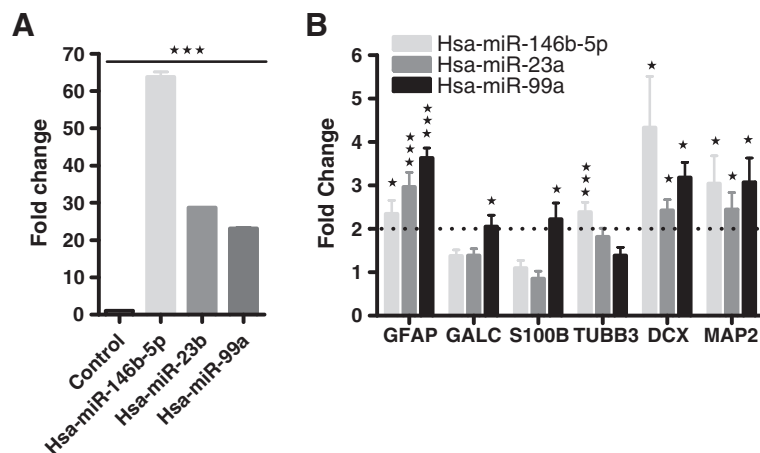 A
Fold change
70
60
50
40
30
20
10
0
★★★
Control
Hsa-miR-146b-5p
Hsa-miR-23b
Hsa-miR-99a
B
Fold Change
6
5
4
3
2
1
0
Hsa-miR-146b-5p
Hsa-miR-23a
Hsa-miR-99a
GFAP GALC S100B TUBB3 DCX MAP2